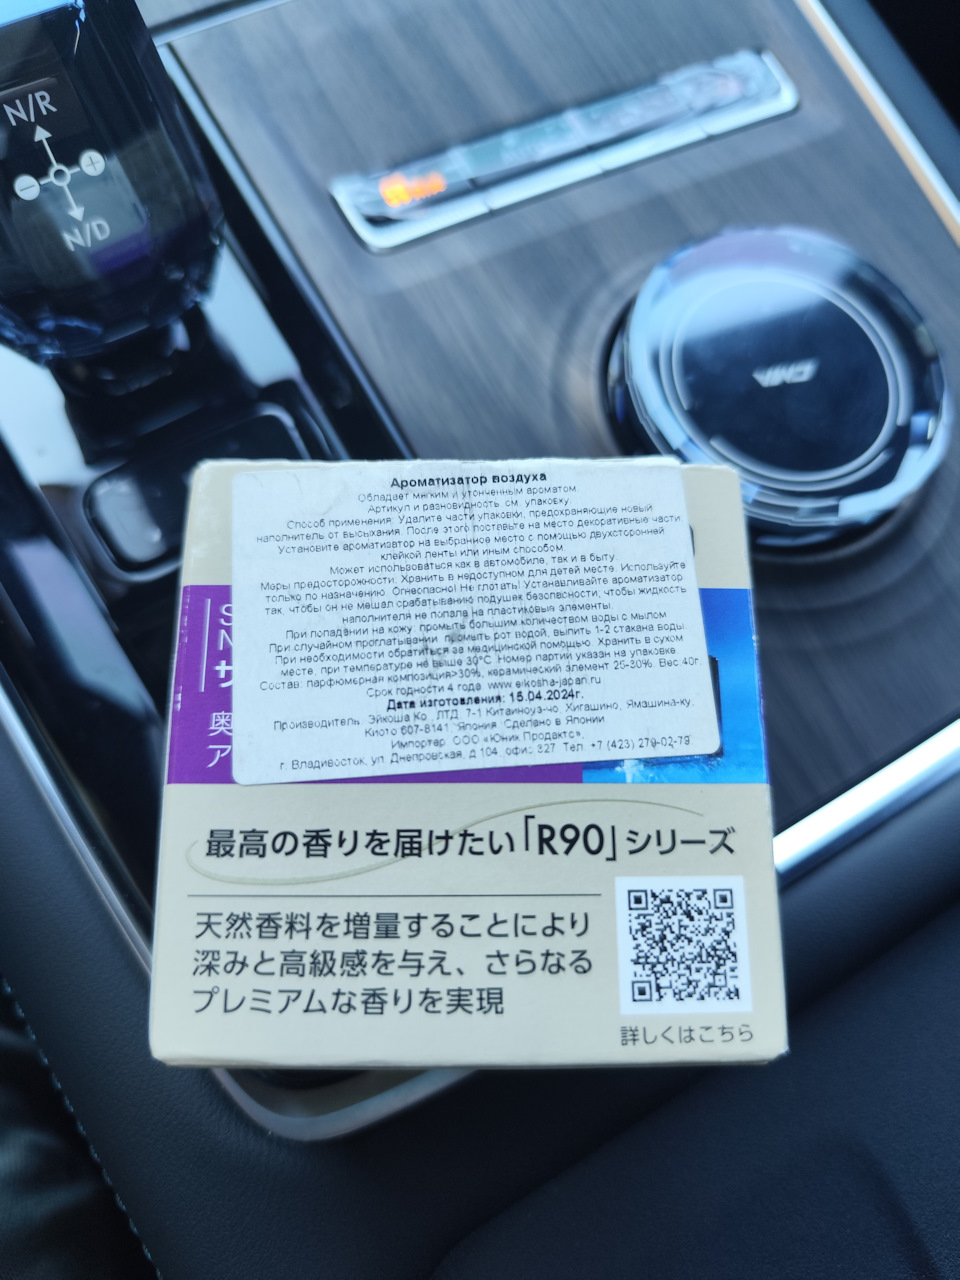 N/R
N/D
Ароматизатор воздуха
Обладает мягким и утонченным ароматом.
Артикул и разновидность см. упаковку.
Способ применения: Удалите части упаковки, предохраняющие новый
наполнитель от высыхания. После этого поставьте на место декоративные части.
Установите ароматизатор на выбранное место с помощью двухсторонней
клейкой ленты или иным способом.
Может использоваться как в автомобиле, так и в быту.
Меры предосторожности: Хранить в недоступном для детей месте. Используйте
только по назначению. Огнеопасно! Не глотать! Устанавливайте ароматизатор
так, чтобы он не мешал срабатыванию подушек безопасности; чтобы жидкость
наполнителя не попала на пластиковые элементы.
При попадании на кожу: промыть большим количеством воды с мылом.
При случайном проглатывании: промыть рот водой, выпить 1-2 стакана воды.
При необходимости обратиться за медицинской помощью. Хранить в сухом
месте, при температуре не выше 30°C. Номер партии указан на упаковке.
Состав: парфюмерная композиция>30%, керамический элемент 25-30%. Вес:40г.
Срок годности 4 года. www.eikosha-japan.ru
Дата изготовления: 15.04.2024г.
Производитель: Эйкоша Ко., ЛТД. 7-1 Китаиноуэ-чо, Хигашино, Ямашина-ку,
Киото 607-8141, Япония. Сделано в Японии
Импортер: ООО «Юник Продактс»,
г. Владивосток, ул. Днепровская, д.104, офис 327. Тел. +7 (423) 279-02-79
S
N
サ
奥
ア
最高の香りを届けたい「R90」シリーズ
天然香料を増量することにより
深みと高級感を与え、さらなる
プレミアムな香りを実現
詳しくはこちら